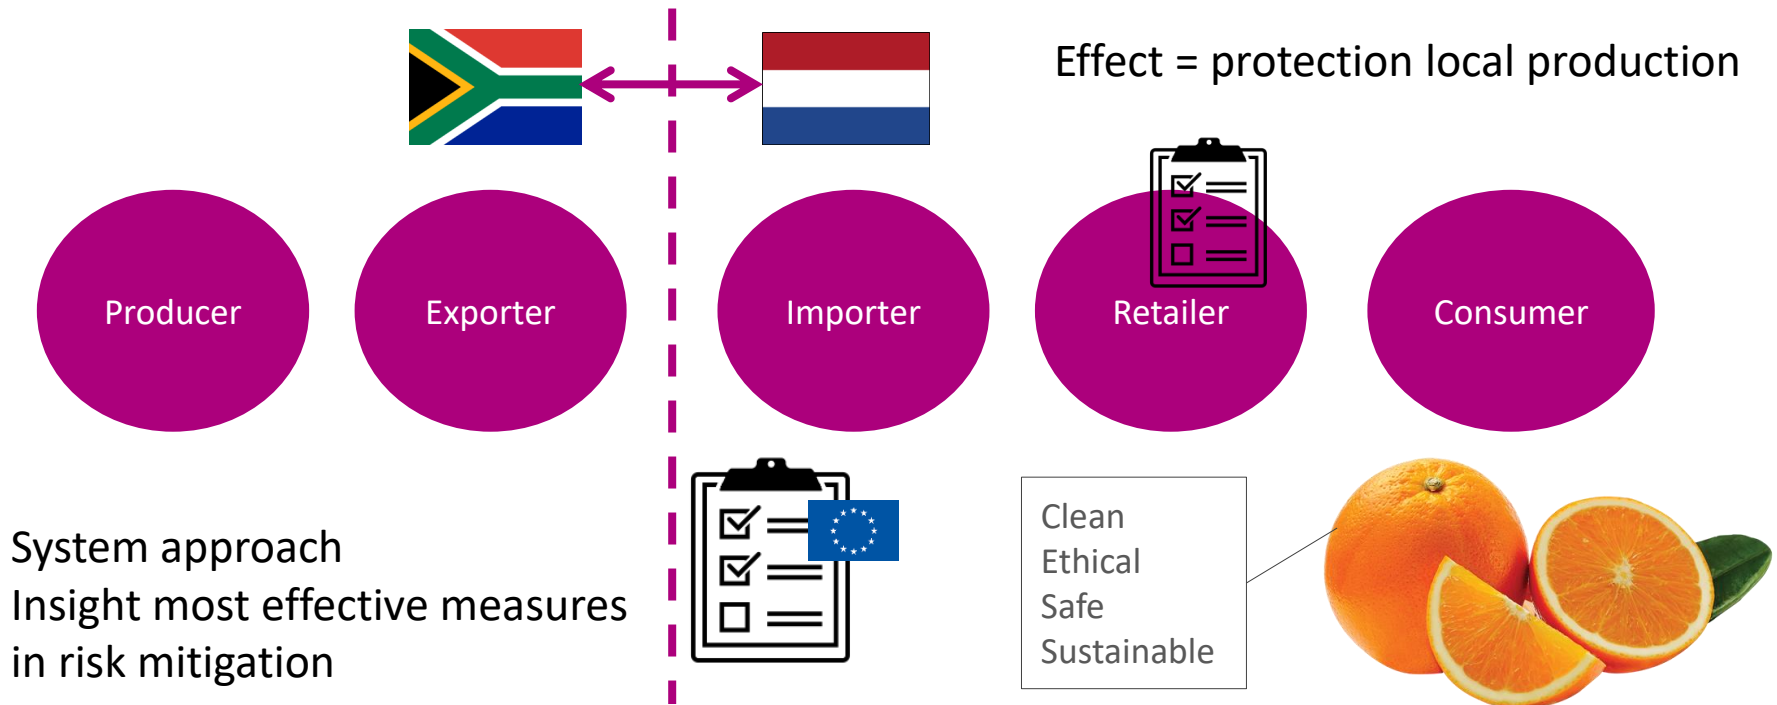 Effect = protection local production
Producer
Exporter
Importer
Retailer
Consumer
System approach
Insight most effective measures
in risk mitigation
Clean
Ethical
Safe
Sustainable